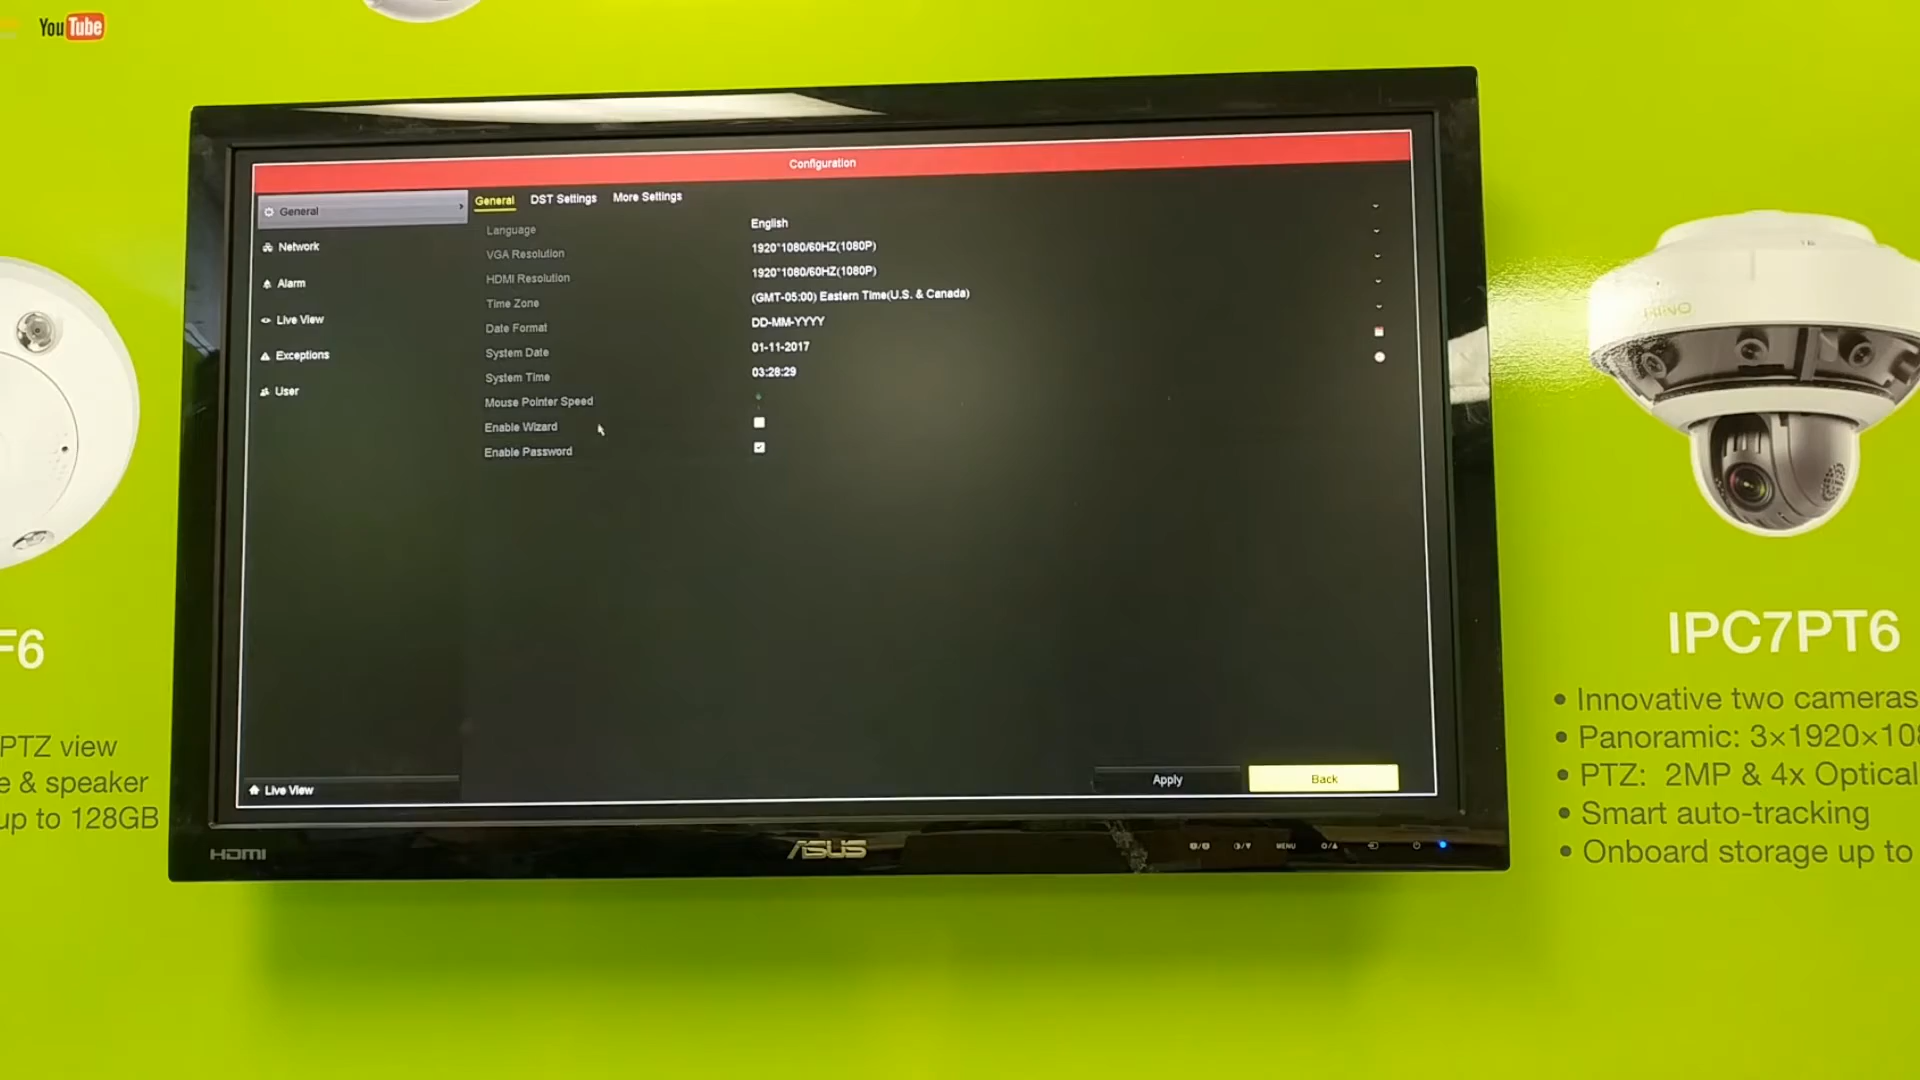 YouTube
Configuration
General
Network
Alarm
Live View
Exceptions
User
Live View
General DST Settings More Settings
Language English
VGA Resolution 1920*1080/60HZ(1080P)
HDMI Resolution 1920*1080/60HZ(1080P)
Time Zone (GMT-05:00) Eastern Time(U.S. & Canada)
Date Format DD-MM-YYYY
System Date 01-11-2017
System Time 03:28:29
Mouse Pointer Speed
Enable Wizard
Enable Password
Apply Back
HDMI
ASUS
MENU
F6
PTZ view
e & speaker
up to 128GB
IPC7PT6
• Innovative two cameras
• Panoramic: 3×1920×108
• PTZ: 2MP & 4x Optical
• Smart auto-tracking
• Onboard storage up to